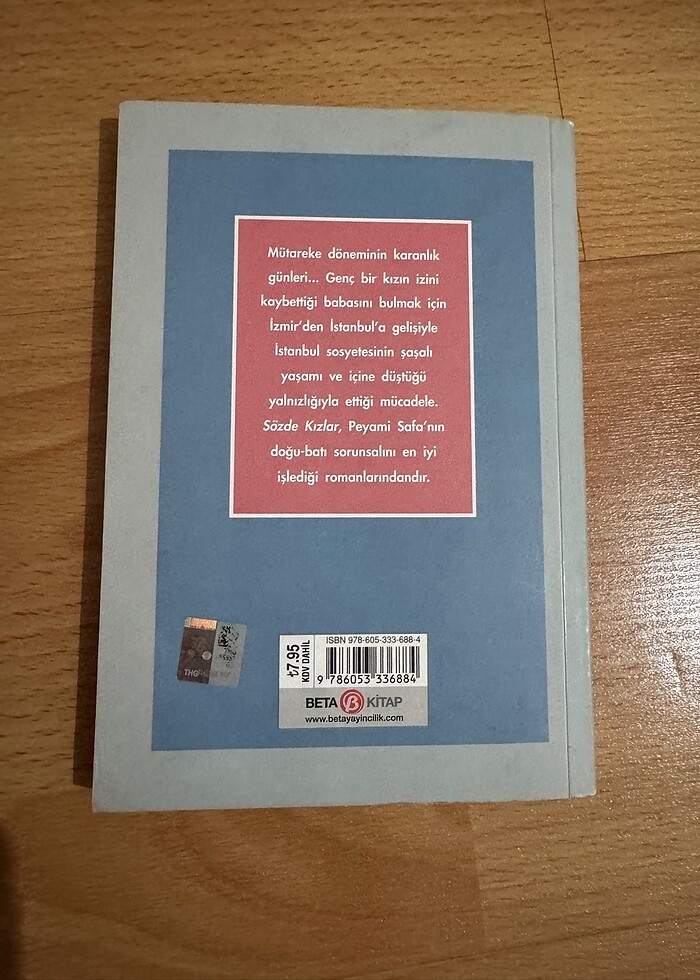 Mütareke döneminin karanlık
günleri... Genç bir kızın izini
kaybettiği babasını bulmak için
İzmir'den İstanbul'a gelişiyle
İstanbul sosyetesinin şaşalı
yaşamı ve içine düştüğü
yalnızlığıyla ettiği mücadele.
Sözde Kızlar, Peyami Safa'nın
doğu-batı sorunsalını en iyi
işlediği romanlarındandır.
₺7.95
KDV DAHİL
ISBN 978-605-333-688-4
9 786053 336884
BETA KİTAP
www.betayayincilik.com